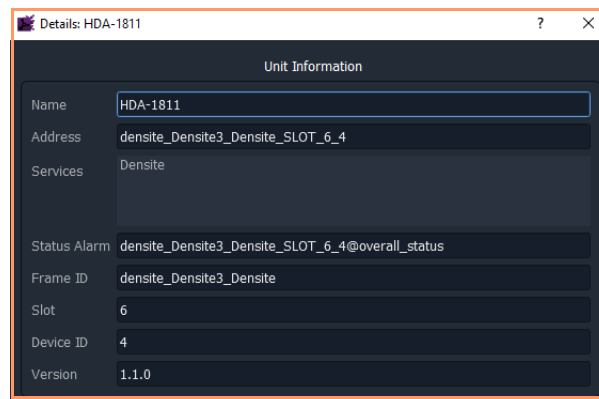 Details: HDA-1811 ? ×
Unit Information
Name HDA-1811
Address densite_Densite3_Densite_SLOT_6_4
Services Densite
Status Alarm densite_Densite3_Densite_SLOT_6_4@overall_status
Frame ID densite_Densite3_Densite
Slot 6
Device ID 4
Version 1.1.0